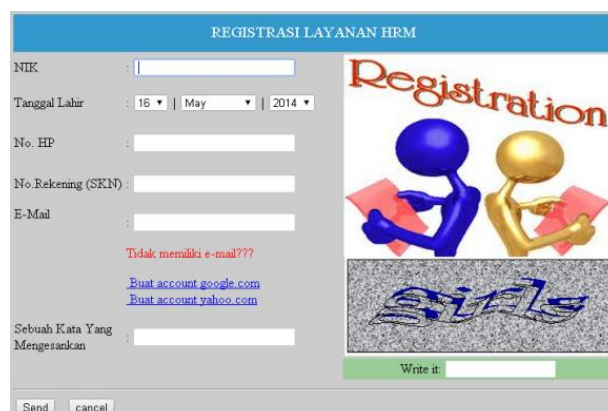 REGISTRASI LAYANAN HRM
NIK :
Tanggal Lahir : 16 | May | 2014
No. HP :
No.Rekening (SKN) :
E-Mail :
Tidak memiliki e-mail???
Buat account google.com
Buat account yahoo.com
Sebuah Kata Yang
Mengesankan :
Send cancel
Registration
girls
Write it: